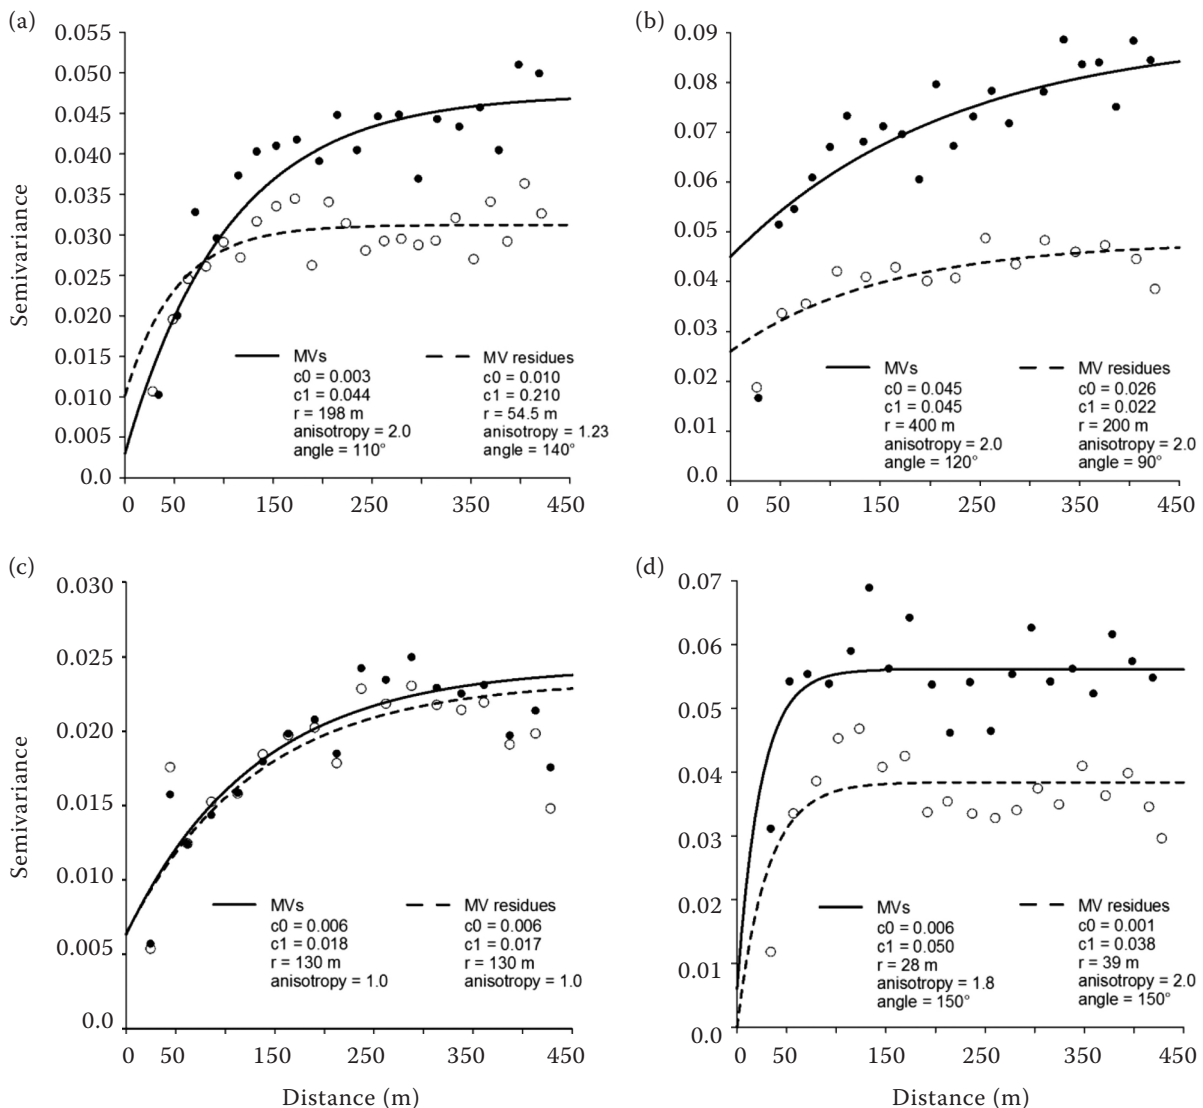 (a)
0.055
0.050
0.045
0.040
0.035
0.030
0.025
0.020
0.015
0.010
0.005
0.0
Semivariance
MVs
c0 = 0.003
c1 = 0.044
r = 198 m
anisotropy = 2.0
angle = 110°
MV residues
c0 = 0.010
c1 = 0.210
r = 54.5 m
anisotropy = 1.23
angle = 140°
0 50 150 250 350 450
(b)
0.09
0.08
0.07
0.06
0.05
0.04
0.03
0.02
0.01
0.0
MVs
c0 = 0.045
c1 = 0.045
r = 400 m
anisotropy = 2.0
angle = 120°
MV residues
c0 = 0.026
c1 = 0.022
r = 200 m
anisotropy = 2.0
angle = 90°
0 50 150 250 350 450
(c)
0.030
0.025
0.020
0.015
0.010
0.005
0.0
Semivariance
MVs
c0 = 0.006
c1 = 0.018
r = 130 m
anisotropy = 1.0
MV residues
c0 = 0.006
c1 = 0.017
r = 130 m
anisotropy = 1.0
0 50 150 250 350 450
Distance (m)
(d)
0.07
0.06
0.05
0.04
0.03
0.02
0.01
0.0
MVs
c0 = 0.006
c1 = 0.050
r = 28 m
anisotropy = 1.8
angle = 150°
MV residues
c0 = 0.001
c1 = 0.038
r = 39 m
anisotropy = 2.0
angle = 150°
0 50 150 250 350 450
Distance (m)